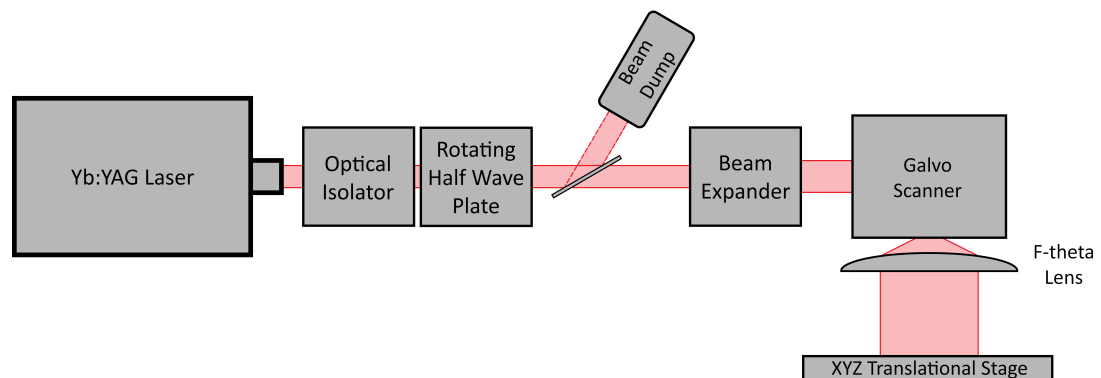 Yb:YAG Laser
Optical
Isolator
Rotating
Half Wave
Plate
Beam
Dump
Beam
Expander
Galvo
Scanner
F-theta
Lens
XYZ Translational Stage